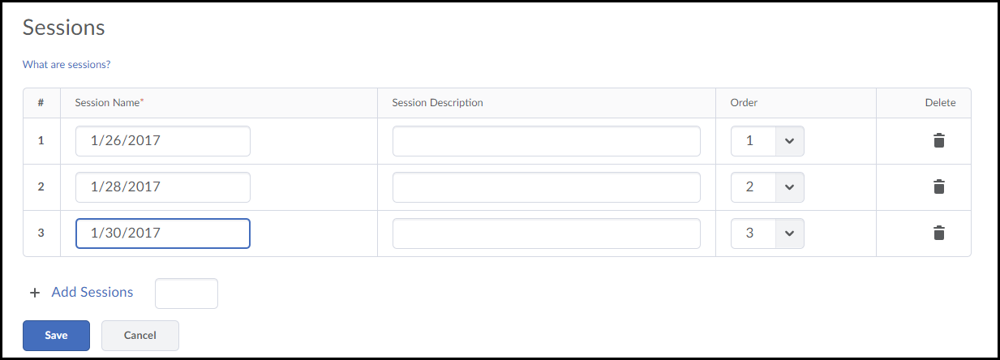 Sessions
What are sessions?
# Session Name* Session Description Order Delete
1 1/26/2017 1
2 1/28/2017 2
3 1/30/2017 3
+ Add Sessions
Save Cancel